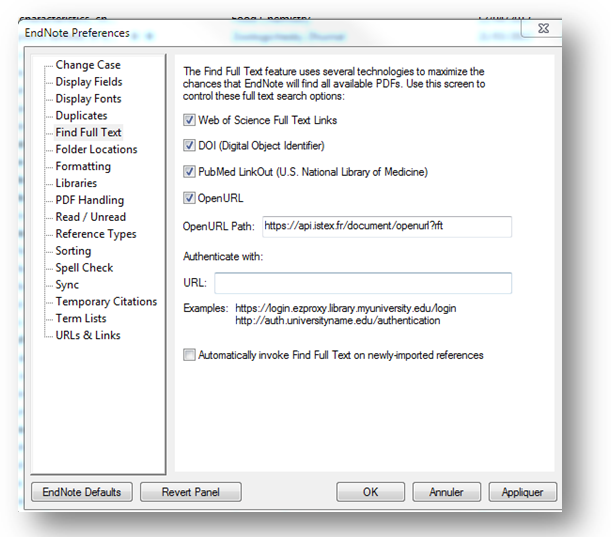 EndNote Preferences
Change Case
Display Fields
Display Fonts
Duplicates
Find Full Text
Folder Locations
Formatting
Libraries
PDF Handling
Read / Unread
Reference Types
Sorting
Spell Check
Sync
Temporary Citations
Term Lists
URLs & Links
The Find Full Text feature uses several technologies to maximize the
chances that EndNote will find all available PDFs. Use this screen to
control these full text search options:
Web of Science Full Text Links
DOI (Digital Object Identifier)
PubMed LinkOut (U.S. National Library of Medicine)
OpenURL
OpenURL Path: https://api.istex.fr/document/openurl?rft
Authenticate with:
URL:
Examples: https://login.ezproxy.library.myuniversity.edu/login
http://auth.universityname.edu/authentication
Automatically invoke Find Full Text on newly-imported references
EndNote Defaults Revert Panel OK Annuler Appliquer